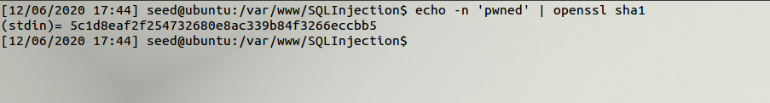 [12/06/2020 17:44] seed@ubuntu:/var/www/SQLInjection$ echo -n 'pwned' | openssl sha1
(stdin)= 5c1d8eaf2f254732680e8ac339b84f3266eccbb5
[12/06/2020 17:44] seed@ubuntu:/var/www/SQLInjection$